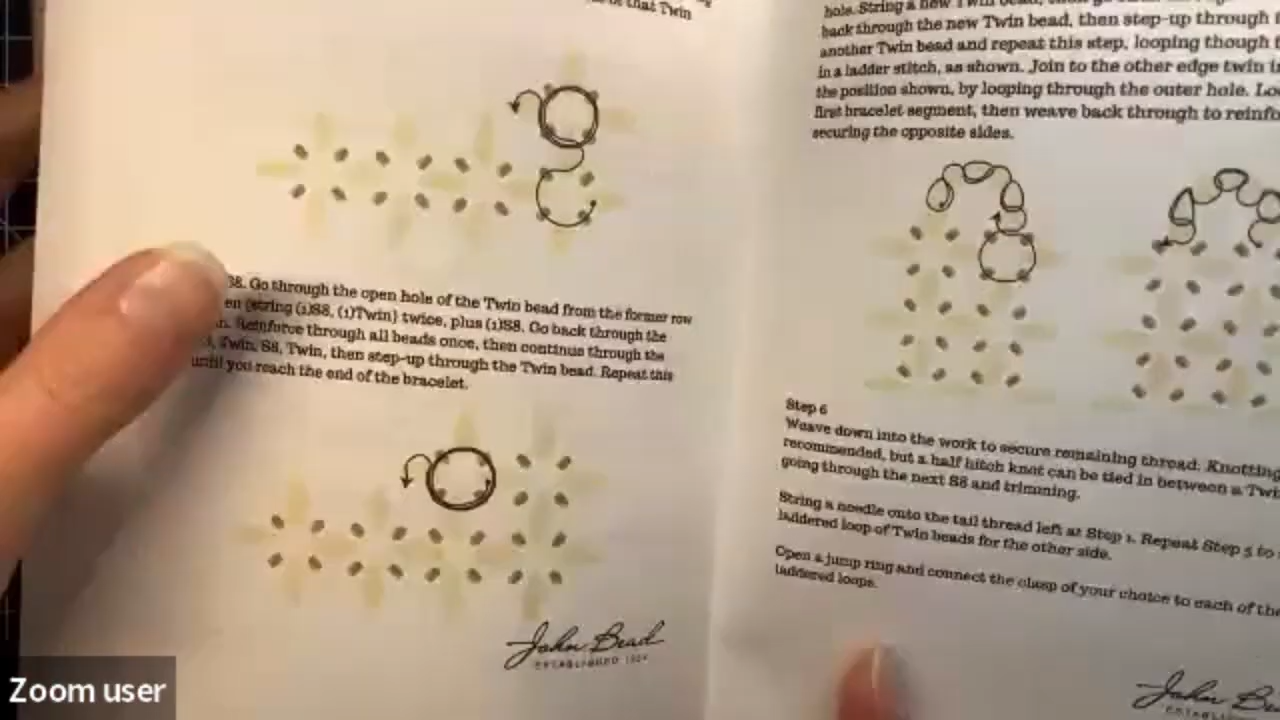 that Twin
S8. Go through the open hole of the Twin bead from the former row
en (string (1)S8, (1)Twin) twice, plus (1)S8. Go back through the
Reinforce through all beads once, then continue through the
Twin, S8, Twin, then step-up through the Twin bead. Repeat this
until you reach the end of the bracelet.
John Bead
ESTABLISHED
hole. String a new Twin bead, then
back through the new Twin bead, then step-up through
another Twin bead and repeat this step, looping though
in a ladder stitch, as shown. Join to the other edge twin
the position shown, by looping through the outer hole.
first bracelet segment, then weave back through to
securing the opposite sides.
Step 6
Weave down into the work to secure remaining thread. Knotting
recommended, but a half hitch knot can be tied in between a
going through the next S8 and trimming.
String a needle onto the tail thread left at Step 1. Repeat Step 5 to
laddered loop of Twin beads for the other side.
Open a jump ring and connect the clasp of your choice to each of the
laddered loops.
John
Zoom user